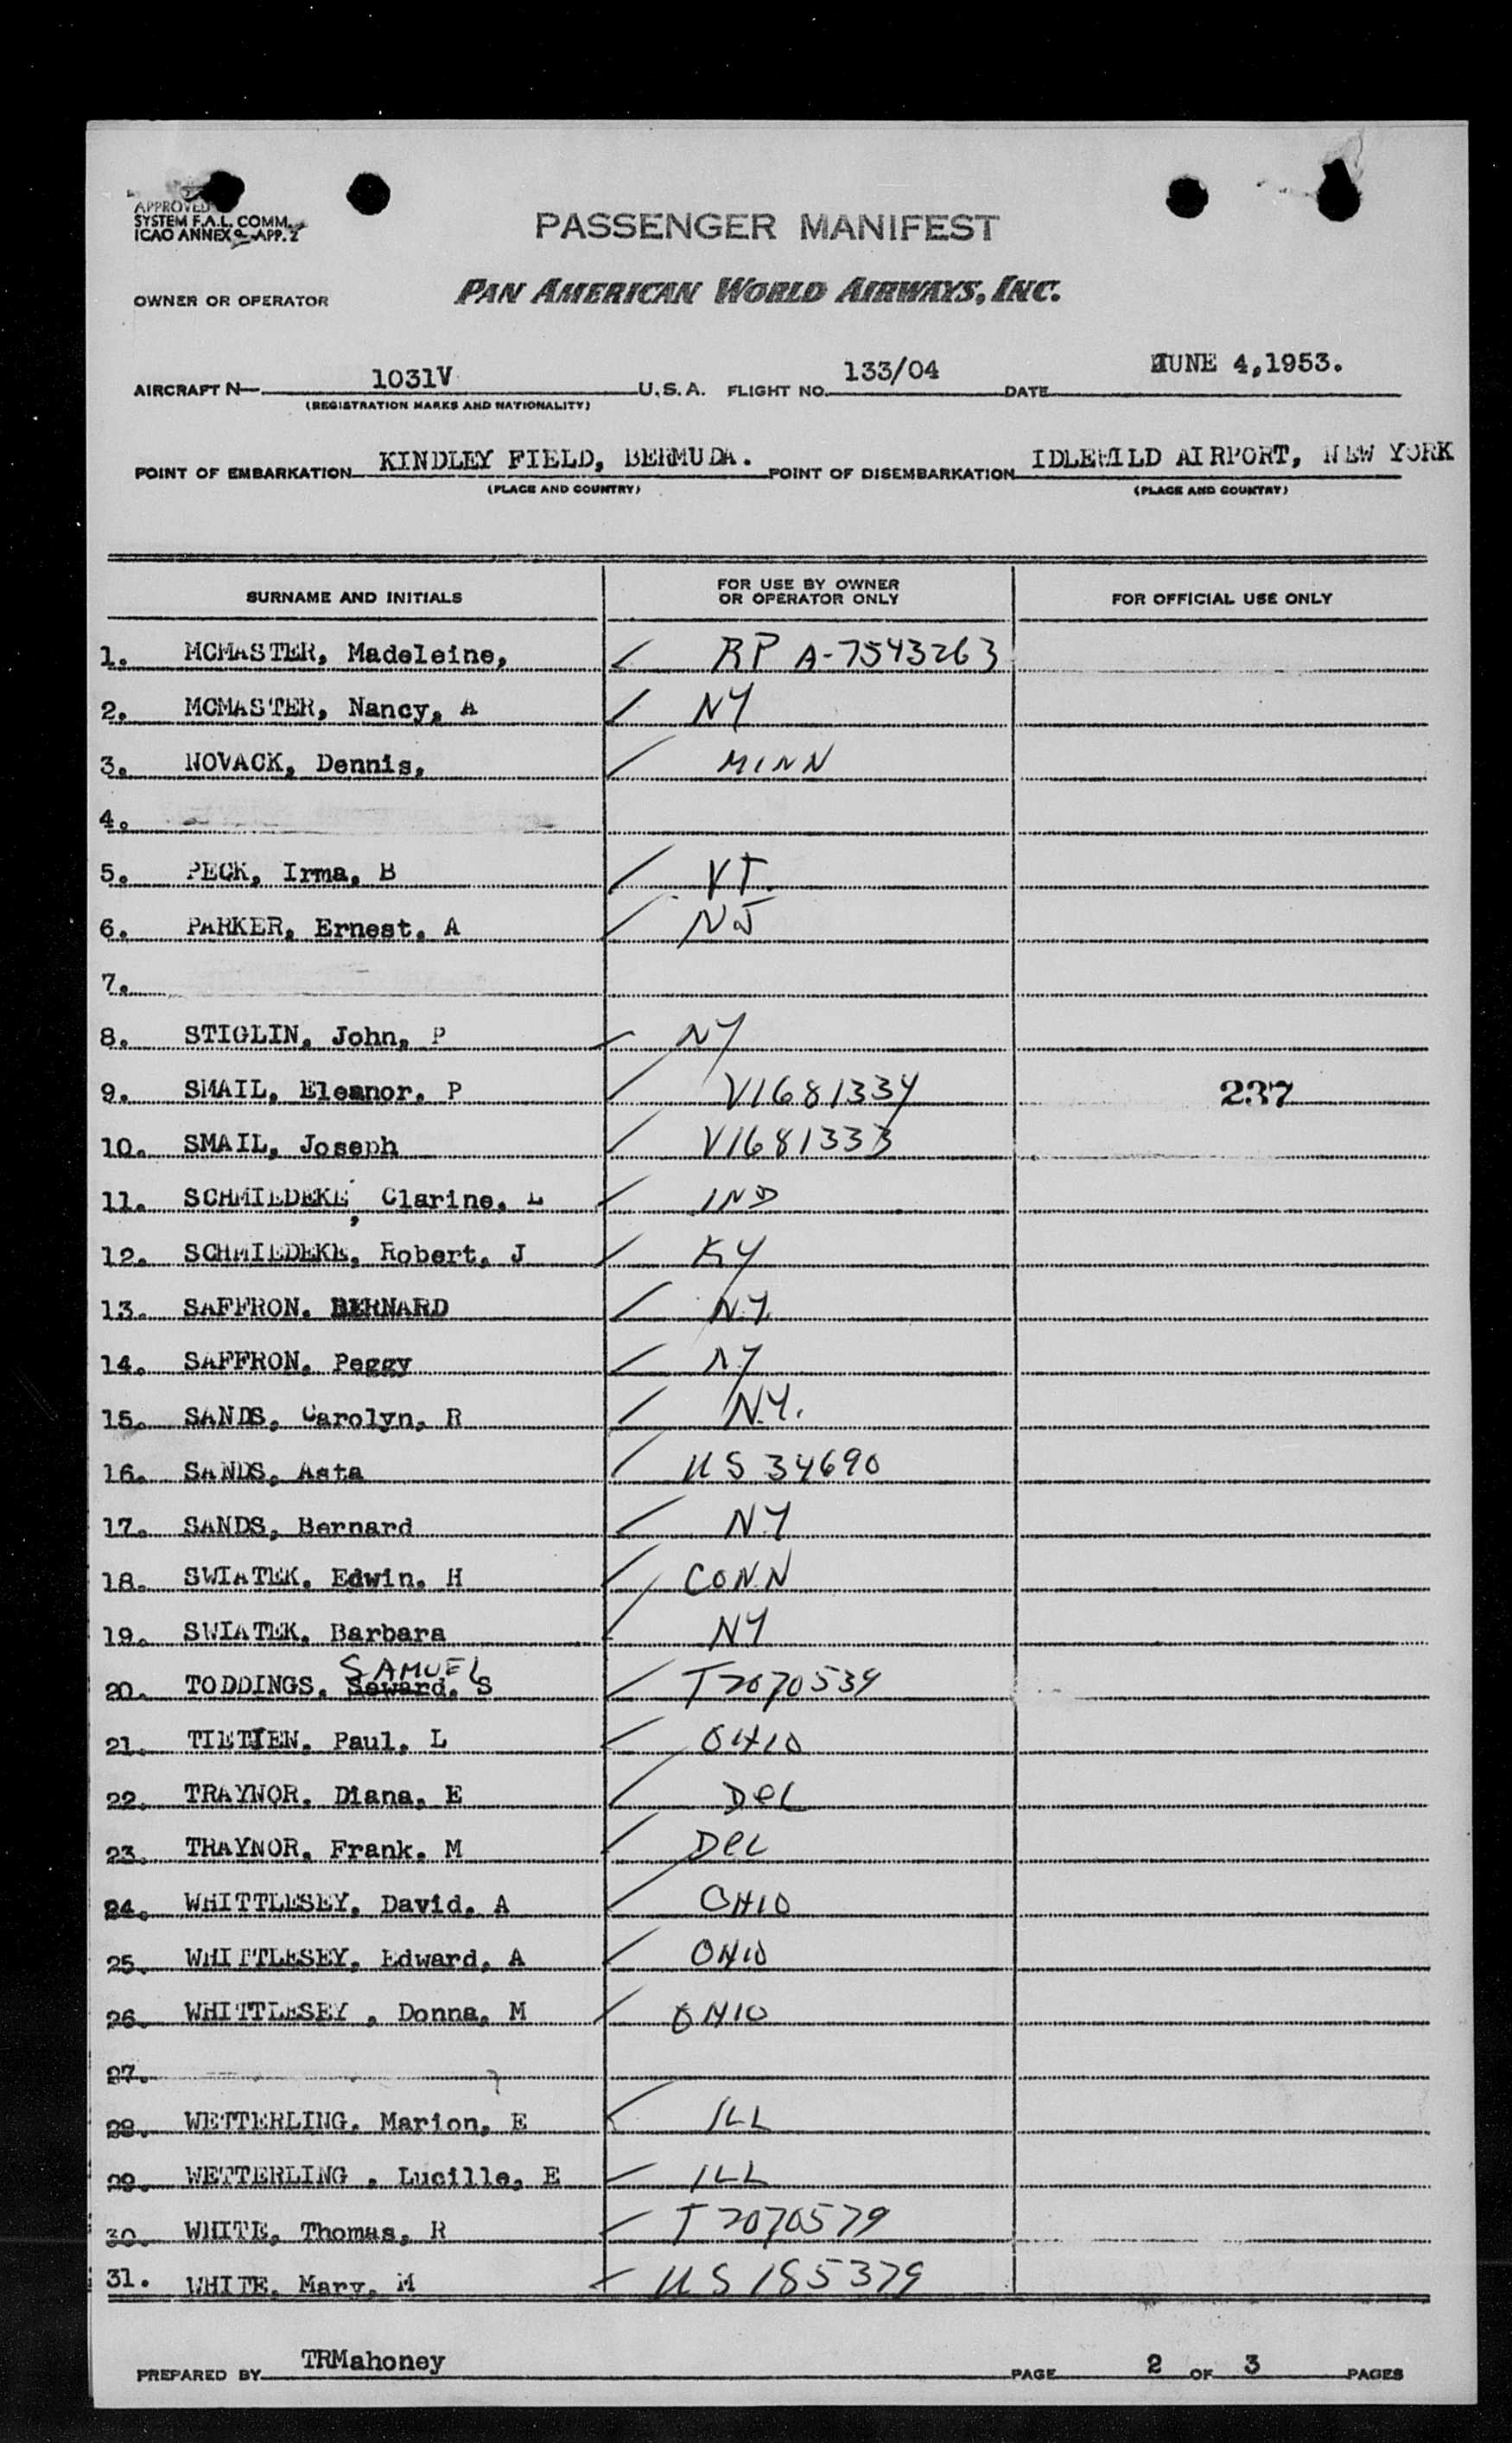 APPROVED
SYSTEM F.A.L. COMM.
ICAO ANNEX 9 APP. 2
PASSENGER MANIFEST
OWNER OR OPERATOR PAN AMERICAN WORLD AIRWAYS, INC.
AIRCRAFT N 1031V U.S.A. FLIGHT NO. 133/04 DATE JUNE 4,1953.
(REGISTRATION MARKS AND NATIONALITY)
POINT OF EMBARKATION KINDLEY FIELD, BERMUDA. POINT OF DISEMBARKATION IDLEWILD AIRPORT, NEW YORK
(PLACE AND COUNTRY) (PLACE AND COUNTRY)
SURNAME AND INITIALS FOR USE BY OWNER OR OPERATOR ONLY FOR OFFICIAL USE ONLY
1. MCMASTER, Madeleine, RP A-7543263
2. MCMASTER, Nancy, A NY
3. NOVACK, Dennis, MINN
4.
5. PECK, Irma, B VT.
6. PARKER, Ernest, A NJ
7.
8. STIGLIN, John, P NY
9. SMAIL, Eleanor, P V1681334 237
10. SMAIL, Joseph V1681333
11. SCHMIEDEKE, Clarine, L IND
12. SCHMIEDEKE, Robert, J KY
13. SAFFRON, BERNARD N.Y.
14. SAFFRON, Peggy NY
15. SANDS, Carolyn, R N.Y.
16. SANDS, Asta US 34690
17. SANDS, Bernard NY
18. SWIATEK, Edwin, H CONN
19. SWIATEK, Barbara NY
20. TODDINGS, Seward, S SAMUEL T2070539
21. TIETIEN, Paul, L OHIO
22. TRAYNOR, Diana, E DEL
23. TRAYNOR, Frank, M DEL
24. WHITTLESEY, David, A OHIO
25. WHITTLESEY, Edward, A OHIO
26. WHITTLESEY , Donna, M OHIO
27.
28. WETTERLING, Marion, E ILL
29. WETTERLING , Lucille, E ILL
30 WHITE, Thomas, R T2070579
31. WHITE, Mary, M US 185379
PREPARED BY TRMahoney PAGE 2 OF 3 PAGES